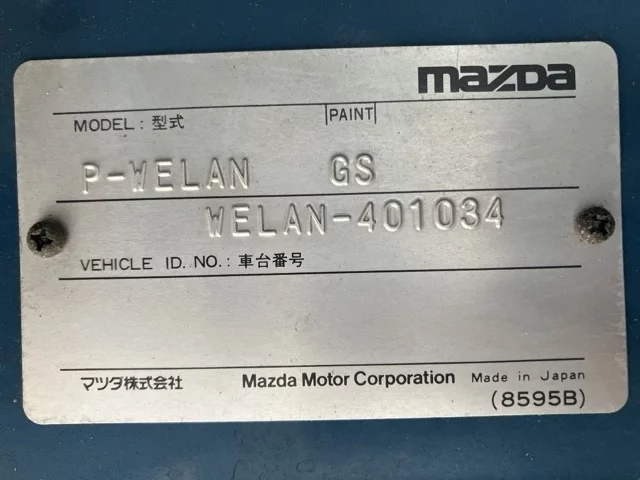 mazda
MODEL : 型式 PAINT
P-WELAN GS
WELAN-401034
VEHICLE ID. NO. : 車台番号
マツダ株式会社 Mazda Motor Corporation Made in Japan
(8595B)